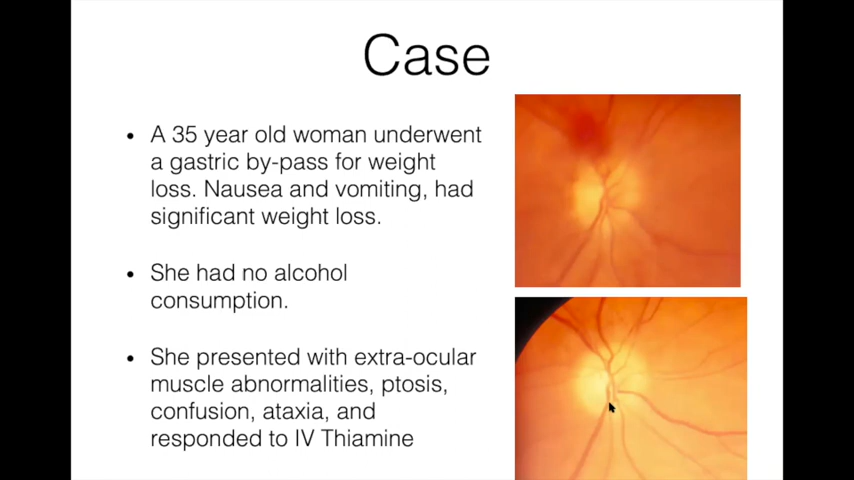 Case
• A 35 year old woman underwent
a gastric by-pass for weight
loss. Nausea and vomiting, had
significant weight loss.
• She had no alcohol
consumption.
• She presented with extra-ocular
muscle abnormalities, ptosis,
confusion, ataxia, and
responded to IV Thiamine